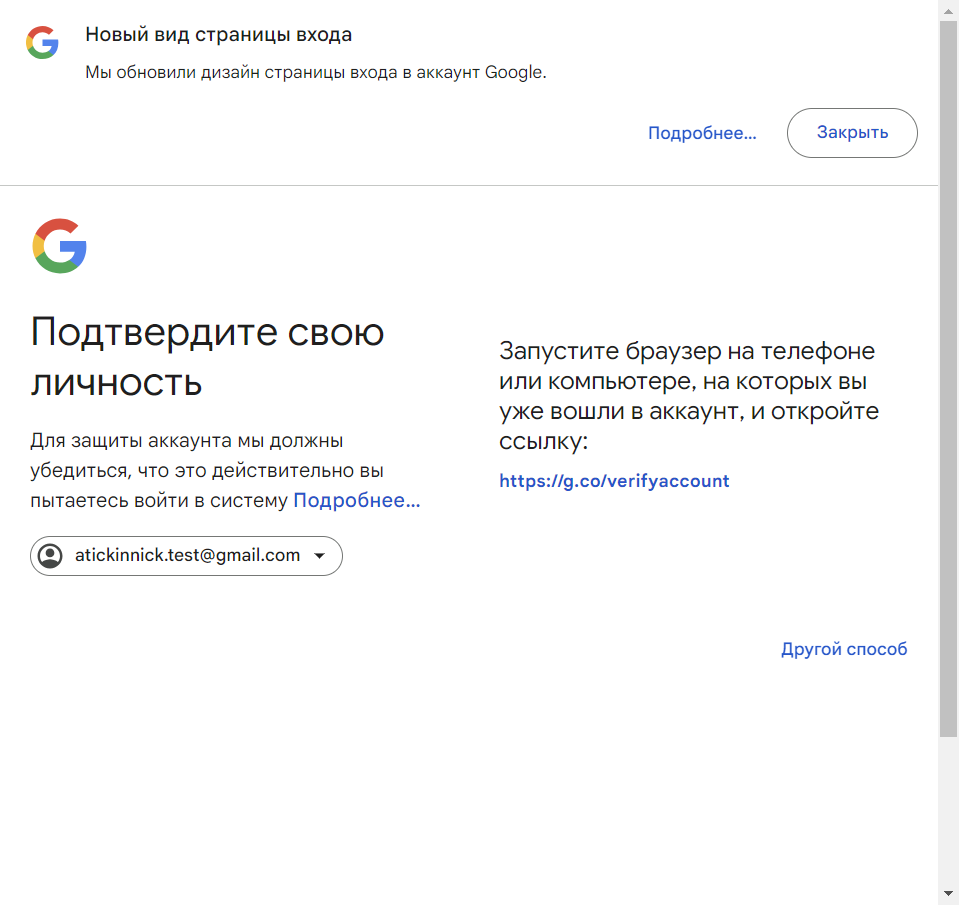 Новый вид страницы входа
Мы обновили дизайн страницы входа в аккаунт Google.
Подробнее...
Закрыть
Подтвердите свою
личность
Для защиты аккаунта мы должны
убедиться, что это действительно вы
пытаетесь войти в систему Подробнее...
atickinnick.test@gmail.com
Запустите браузер на телефоне
или компьютере, на которых вы
уже вошли в аккаунт, и откройте
ссылку:
https://g.co/verifyaccount
Другой способ